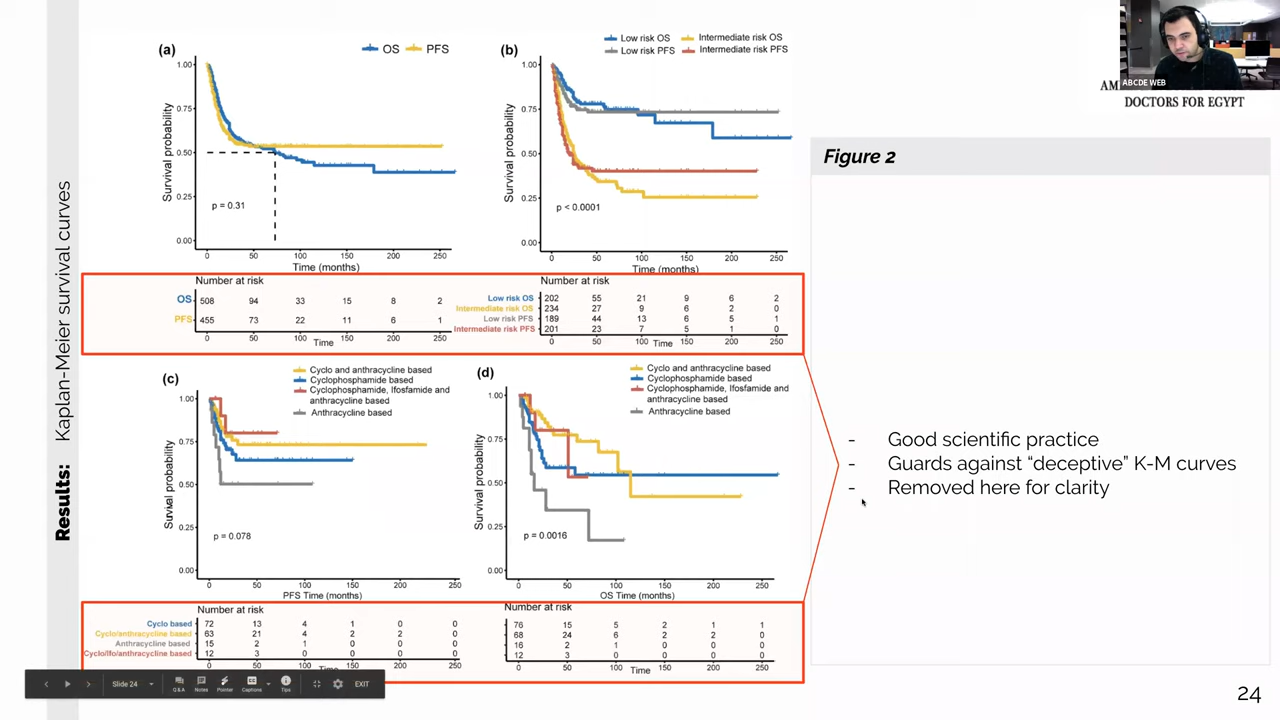 Results: Kaplan-Meier survival curves
(a)
OS PFS
Survival probability
1.00
0.75
0.50
0.25
0.00
p = 0.31
0 50 100 150 200 250
Time (months)
(b)
Low risk OS Intermediate risk OS
Low risk PFS Intermediate risk PFS
Survival probability
1.00
0.75
0.50
0.25
0.00
p < 0.0001
0 50 100 150 200 250
Time (months)
Number at risk
OS 508 94 33 15 8 2
PFS 455 73 22 11 6 1
0 50 100 150 200 250
Time
Number at risk
Low risk OS 202 55 21 9 6 2
Intermediate risk OS 234 27 9 6 2 0
Low risk PFS 189 44 13 6 5 1
Intermediate risk PFS 201 23 7 5 1 0
0 50 100 150 200 250
Time
(c)
Cyclo and anthracycline based
Cyclophosphamide based
Cyclophosphamide, Ifosfamide and
anthracycline based
Anthracycline based
Survival probability
1.00
0.75
0.50
0.25
0.00
p = 0.078
0 50 100 150 200 250
PFS Time (months)
(d)
Cyclo and anthracycline based
Cyclophosphamide based
Cyclophosphamide, Ifosfamide and
anthracycline based
Anthracycline based
Survival probability
1.00
0.75
0.50
0.25
0.00
p = 0.0016
0 50 100 150 200 250
OS Time (months)
Number at risk
Cyclo based 72 13 4 1 0 0
Cyclo/anthracycline based 63 21 4 2 2 0
Anthracycline based 15 2 1 0 0 0
Cyclo/Ifo/anthracycline based 12 3 0 0 0 0
0 50 100 150 200 250
Time
Number at risk
76 15 5 2 1 1
68 24 6 2 2 0
16 2 1 0 0 0
12 3 0 0 0 0
0 50 100 150 200 250
Time
ABCDE WEB
AM
DOCTORS FOR EGYPT
Figure 2
- Good scientific practice
- Guards against “deceptive” K-M curves
- Removed here for clarity
Slide 24
Q&A Notes Pointer Captions Tips
EXIT
24